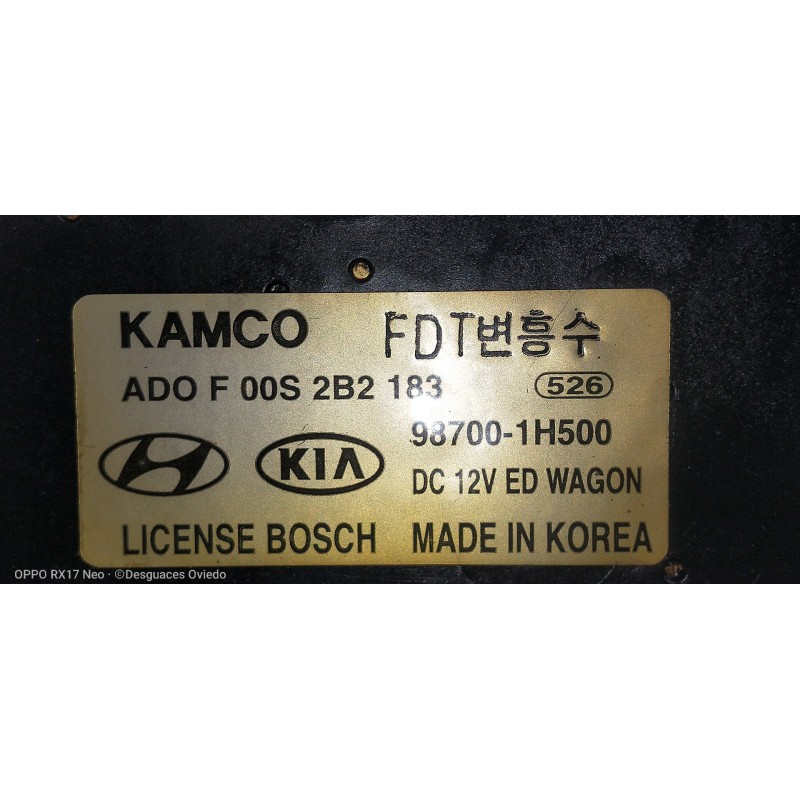 KAMCO FDT변흥수
ADO F 00S 2B2 183 526
98700-1H500
KIA
DC 12V ED WAGON
LICENSE BOSCH MADE IN KOREA
OPPO RX17 Neo · ©Desguaces Oviedo